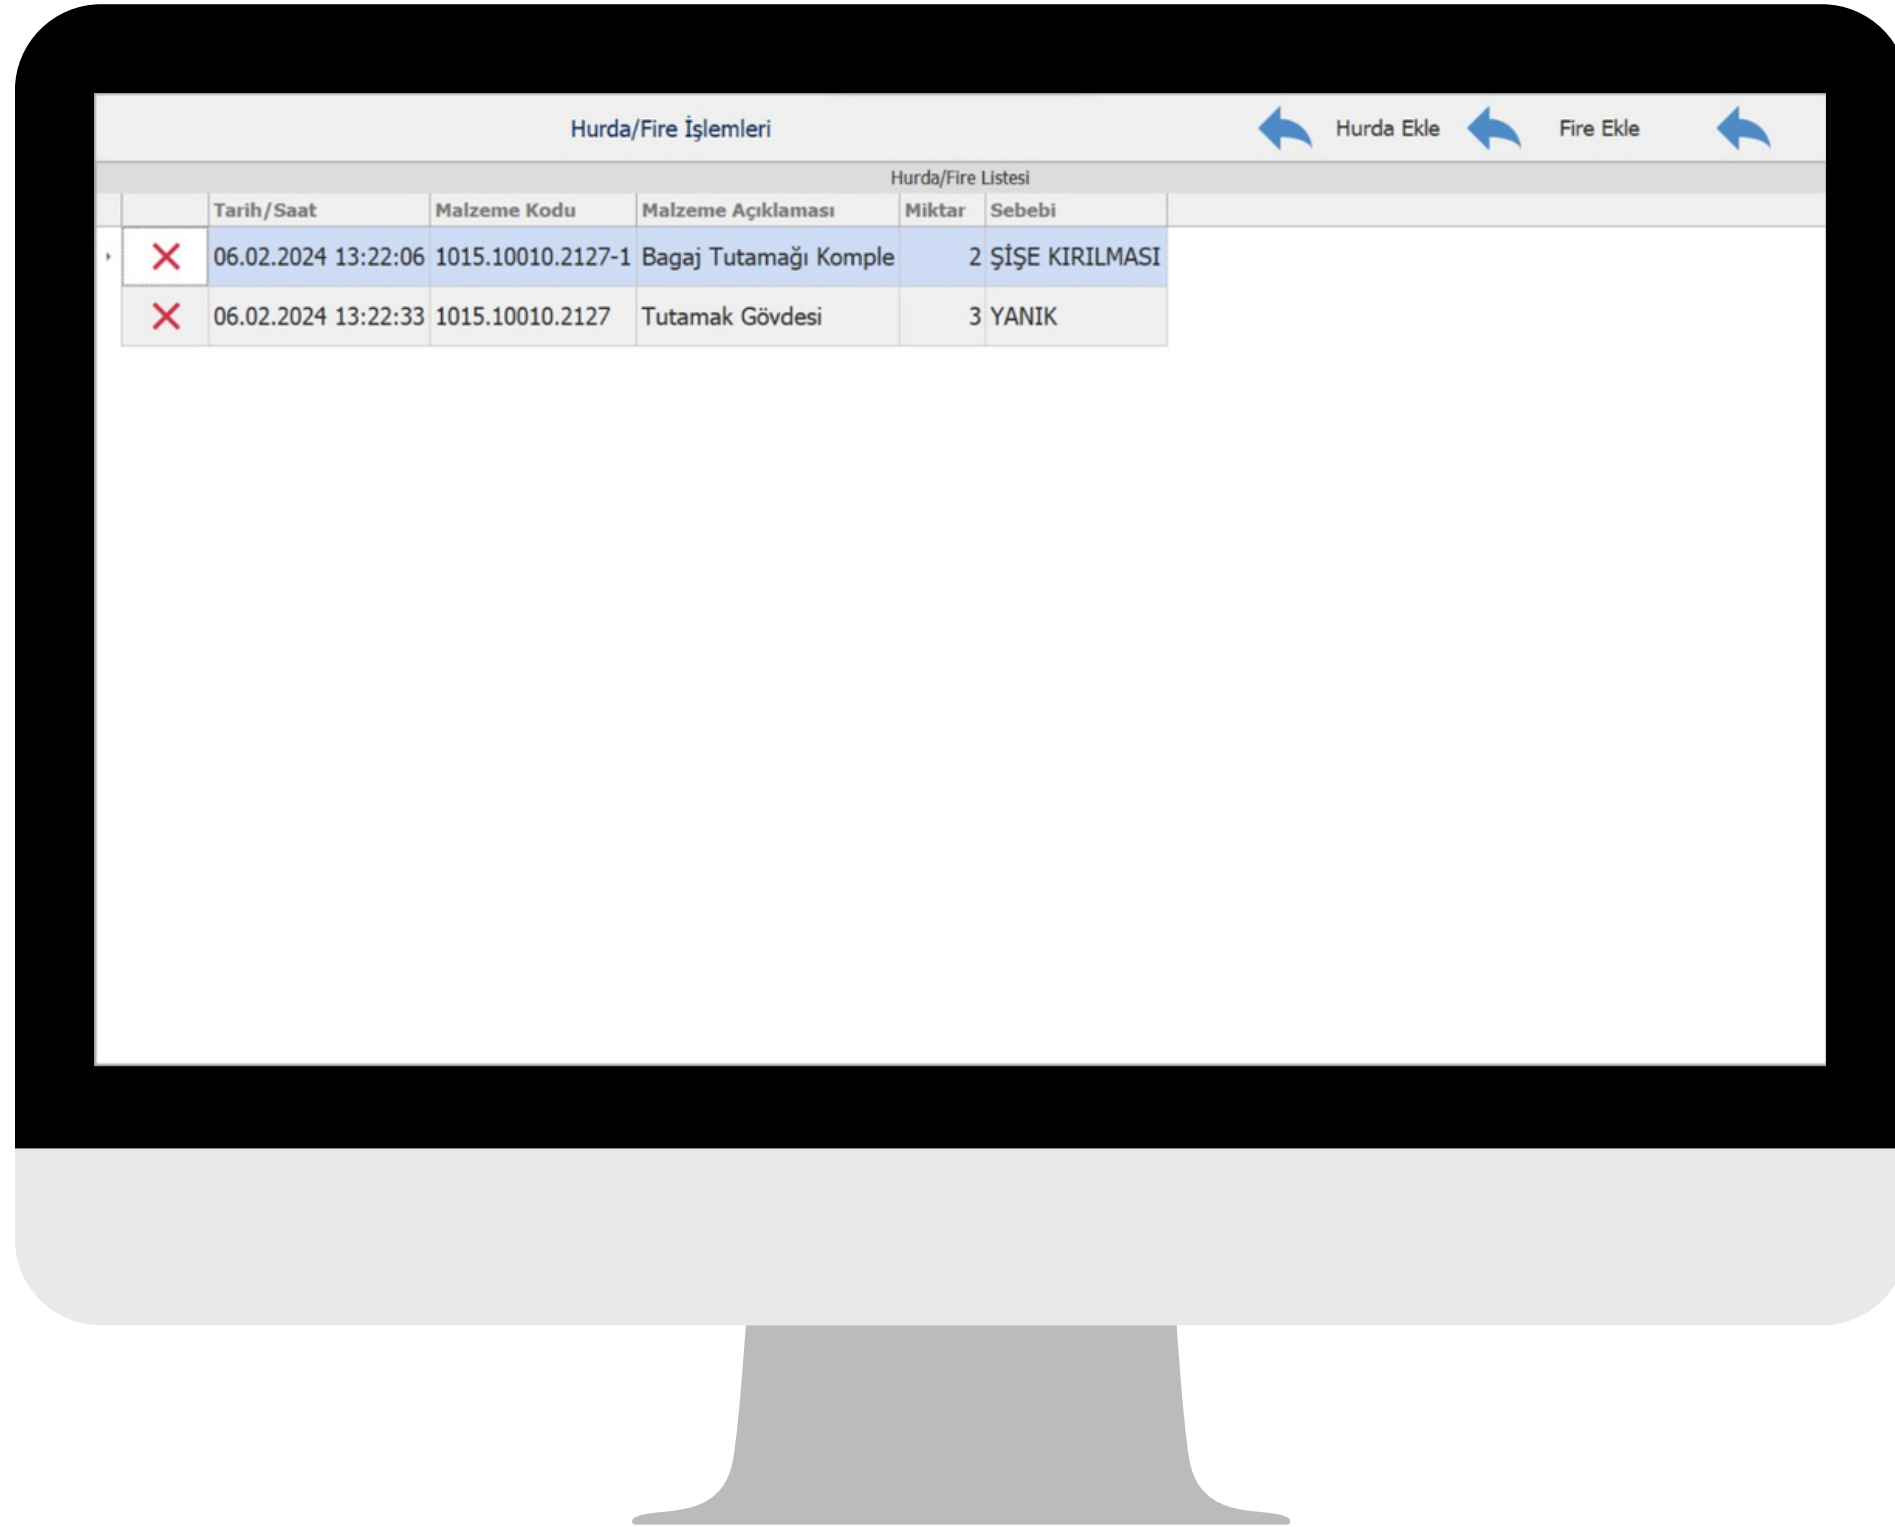 Hurda/Fire İşlemleri Hurda Ekle Fire Ekle
Hurda/Fire Listesi
Tarih/Saat Malzeme Kodu Malzeme Açıklaması Miktar Sebebi
06.02.2024 13:22:06 1015.10010.2127-1 Bagaj Tutamağı Komple 2 ŞİŞE KIRILMASI
06.02.2024 13:22:33 1015.10010.2127 Tutamak Gövdesi 3 YANIK